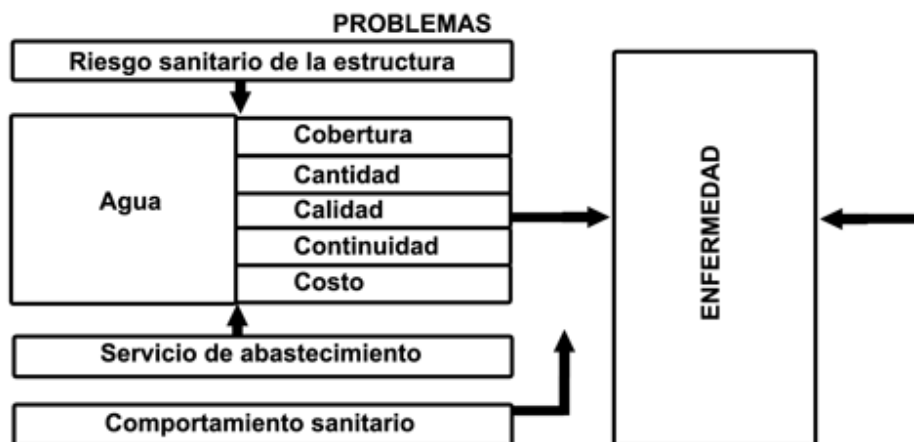 PROBLEMAS
Riesgo sanitario de la estructura
Agua
Cobertura
Cantidad
Calidad
Continuidad
Costo
Servicio de abastecimiento
Comportamiento sanitario
ENFERMEDAD